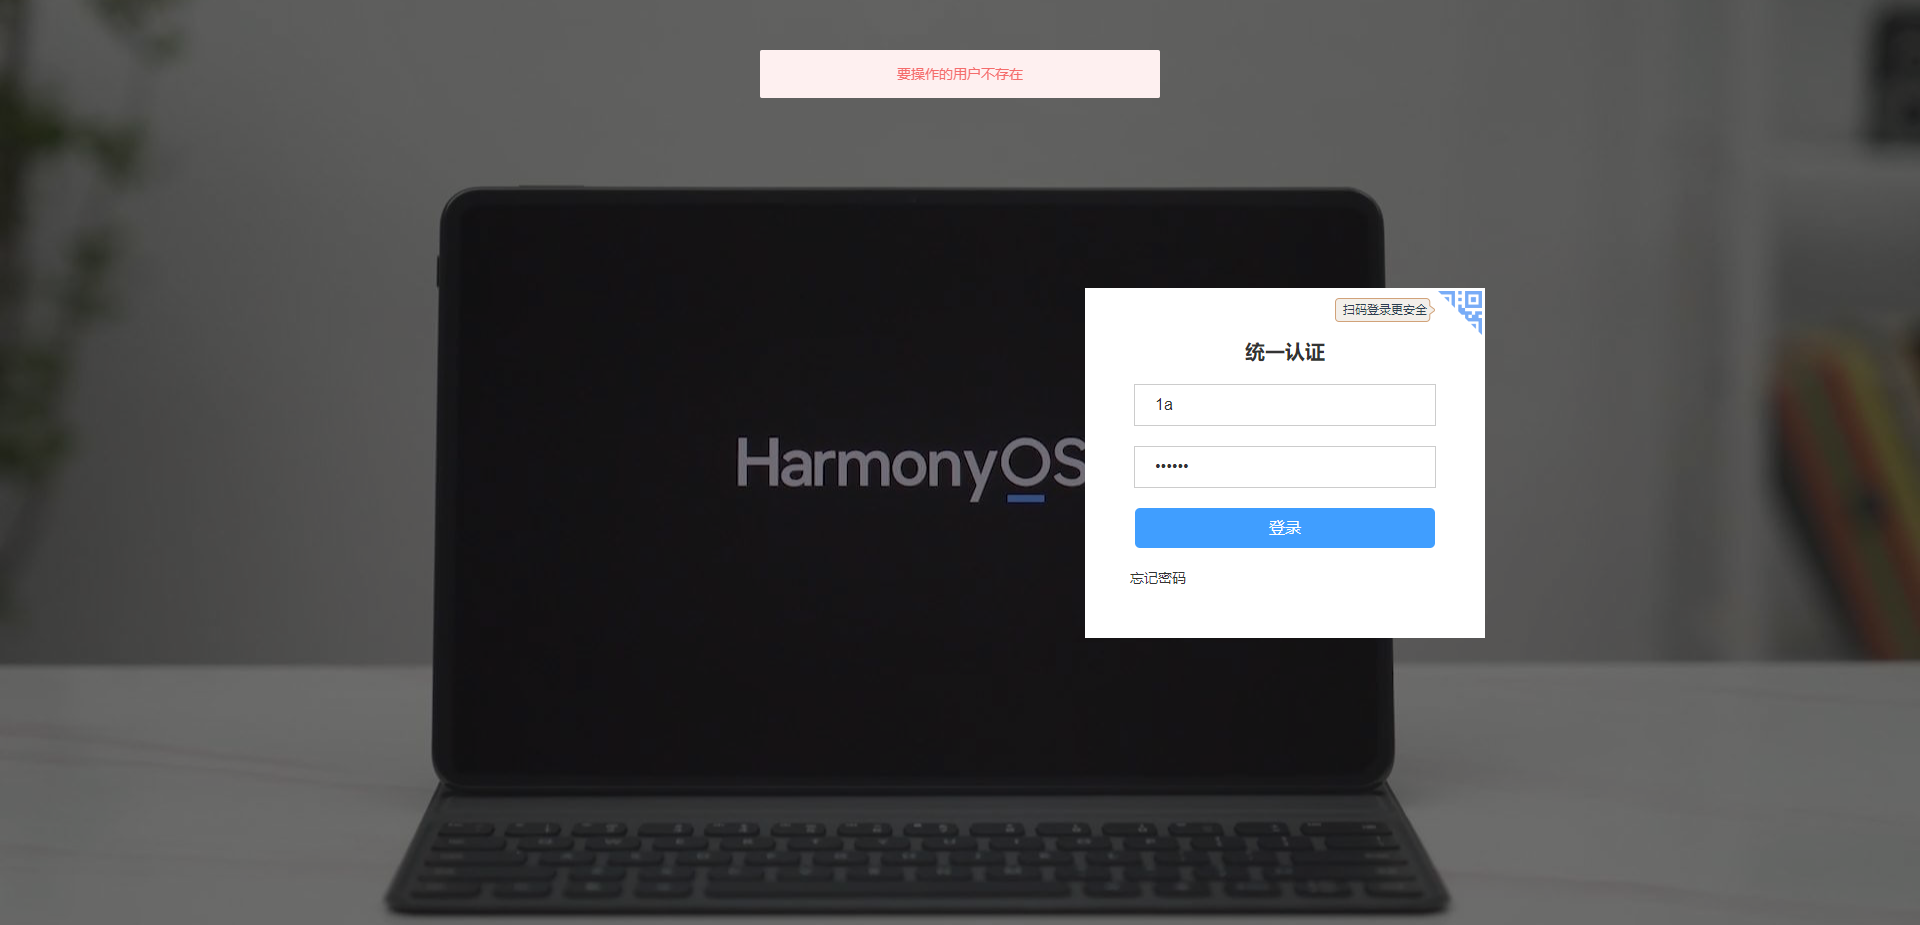 要操作的用户不存在
扫码登录更安全
统一认证
HarmonyOS
1a
••••••
登录
忘记密码